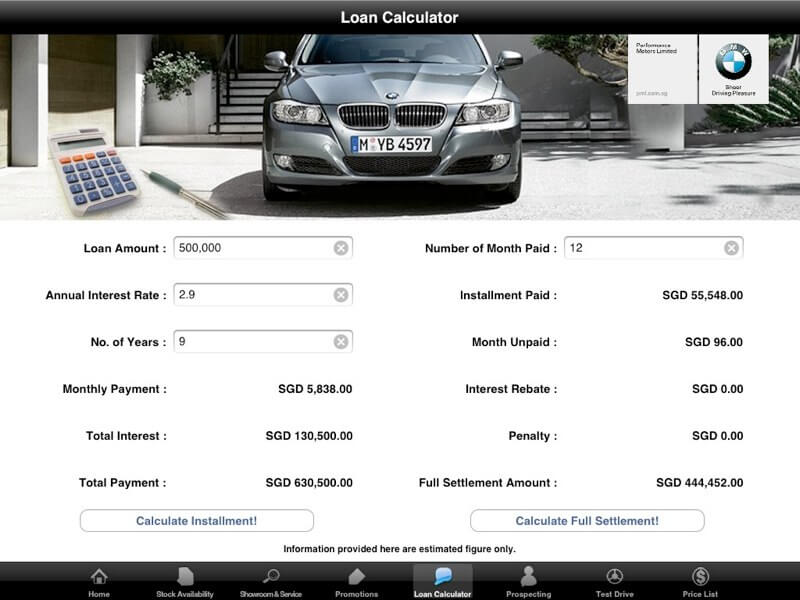 Loan Calculator
Performance
Motors Limited
pml.com.sg
BMW
Sheer
Driving Pleasure
M YB 4597
Loan Amount : 500,000
Number of Month Paid : 12
Annual Interest Rate : 2.9
Installment Paid : SGD 55,548.00
No. of Years : 9
Month Unpaid : SGD 96.00
Monthly Payment : SGD 5,838.00
Interest Rebate : SGD 0.00
Total Interest : SGD 130,500.00
Penalty : SGD 0.00
Total Payment : SGD 630,500.00
Full Settlement Amount : SGD 444,452.00
Calculate Installment!
Calculate Full Settlement!
Information provided here are estimated figure only.
Home
Stock Availability
Showroom & Service
Promotions
Loan Calculator
Prospecting
Test Drive
Price List